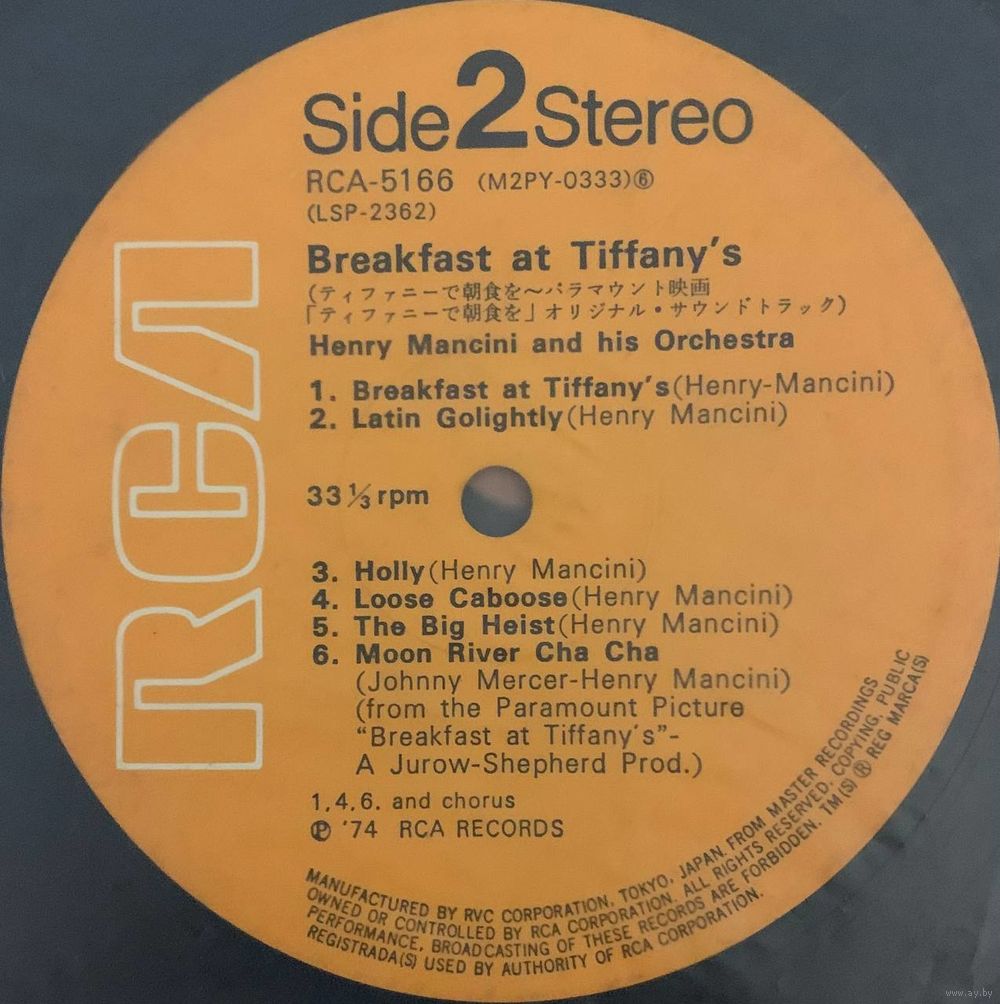 Side 2 Stereo
RCA-5166 (M2PY-0333)⑥
(LSP-2362)
Breakfast at Tiffany's
(ティファニーで朝食を〜パラマウント映画
「ティファニーで朝食を」オリジナル・サウンドトラック)
Henry Mancini and his Orchestra
1. Breakfast at Tiffany's(Henry-Mancini)
2. Latin Golightly(Henry Mancini)
33⅓rpm
3. Holly(Henry Mancini)
4. Loose Caboose(Henry Mancini)
5. The Big Heist(Henry Mancini)
6. Moon River Cha Cha
(Johnny Mercer-Henry Mancini)
(from the Paramount Picture
“Breakfast at Tiffany's”-
A Jurow-Shepherd Prod.)
1,4,6. and chorus
Ⓟ '74 RCA RECORDS
RCA
MANUFACTURED BY RVC CORPORATION, TOKYO, JAPAN. FROM MASTER RECORDINGS
OWNED OR CONTROLLED BY RCA CORPORATION. ALL RIGHTS RESERVED. COPYING, PUBLIC
PERFORMANCE, BROADCASTING OF THESE RECORDS ARE FORBIDDEN. TM(S) ® REG MARCA(S)
REGISTRADA(S) USED BY AUTHORITY OF RCA CORPORATION.
www.ay.by